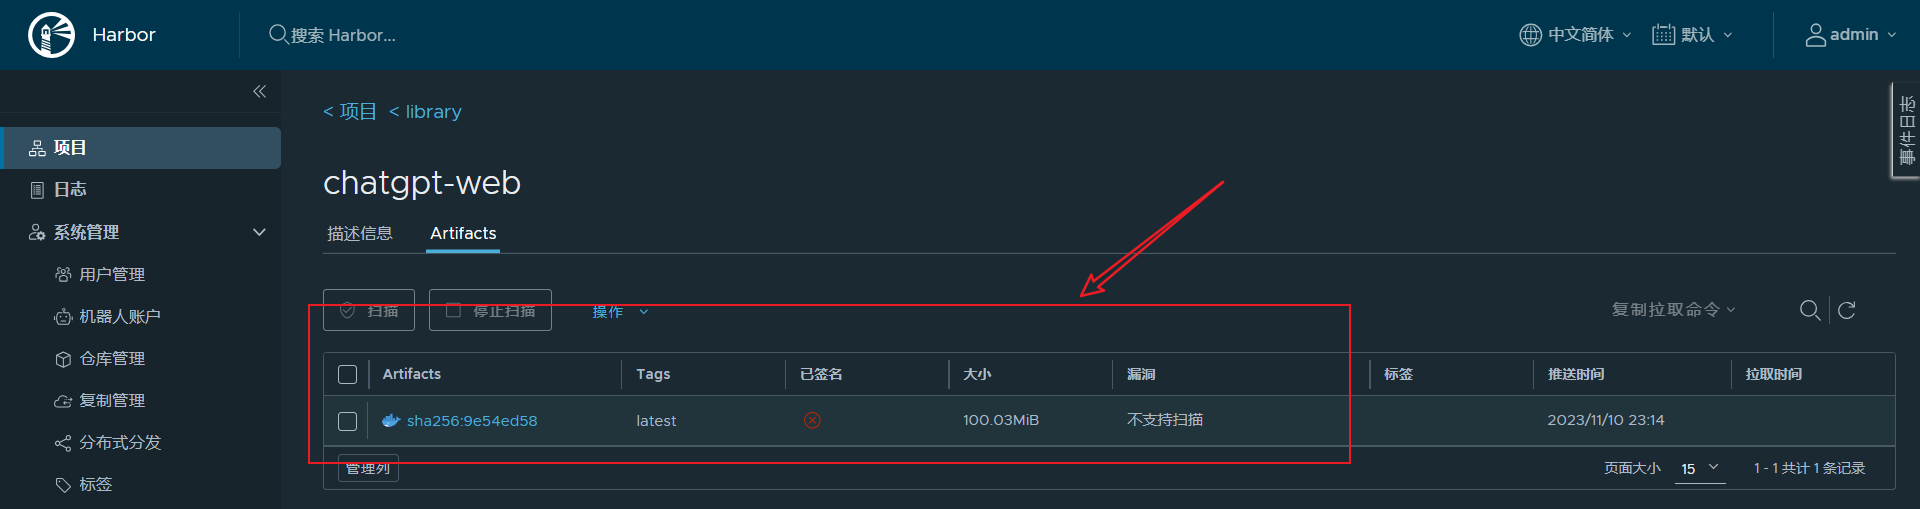 Harbor
搜索 Harbor...
中文简体
默认
admin
事件日志
项目
日志
系统管理
用户管理
机器人账户
仓库管理
复制管理
分布式分发
标签
< 项目 < library
chatgpt-web
描述信息 Artifacts
扫描 停止扫描 操作 复制拉取命令
Artifacts Tags 已签名 大小 漏洞 标签 推送时间 拉取时间
sha256:9e54ed58 latest 100.03MiB 不支持扫描 2023/11/10 23:14
管理列 页面大小 15 1 - 1 共计 1 条记录